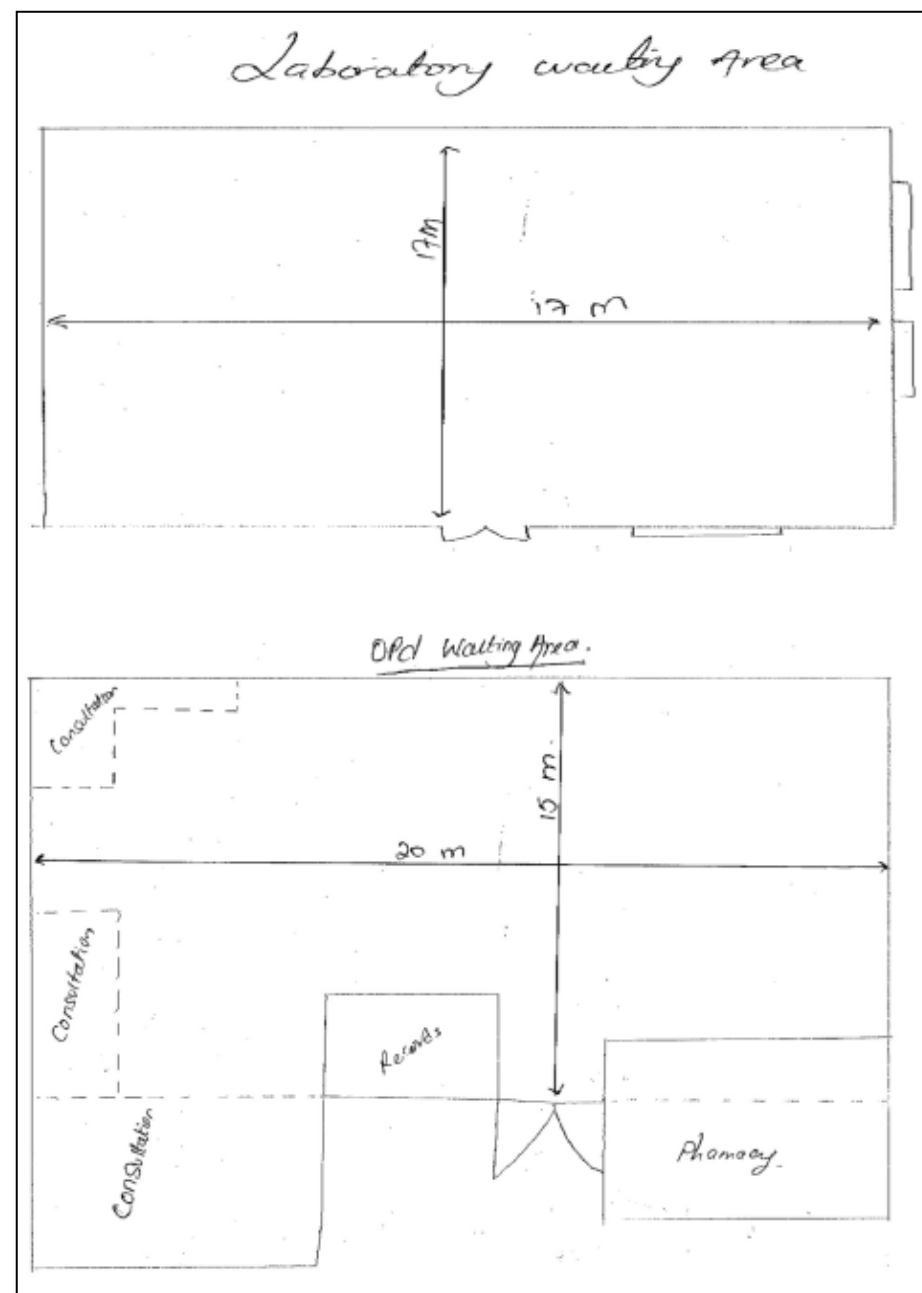 Laboratory waiting Area
17m
17 m
OPd Waiting Area.
Consultation
15 m.
20 m
Consultation
Records
Consultation
Phamacy.